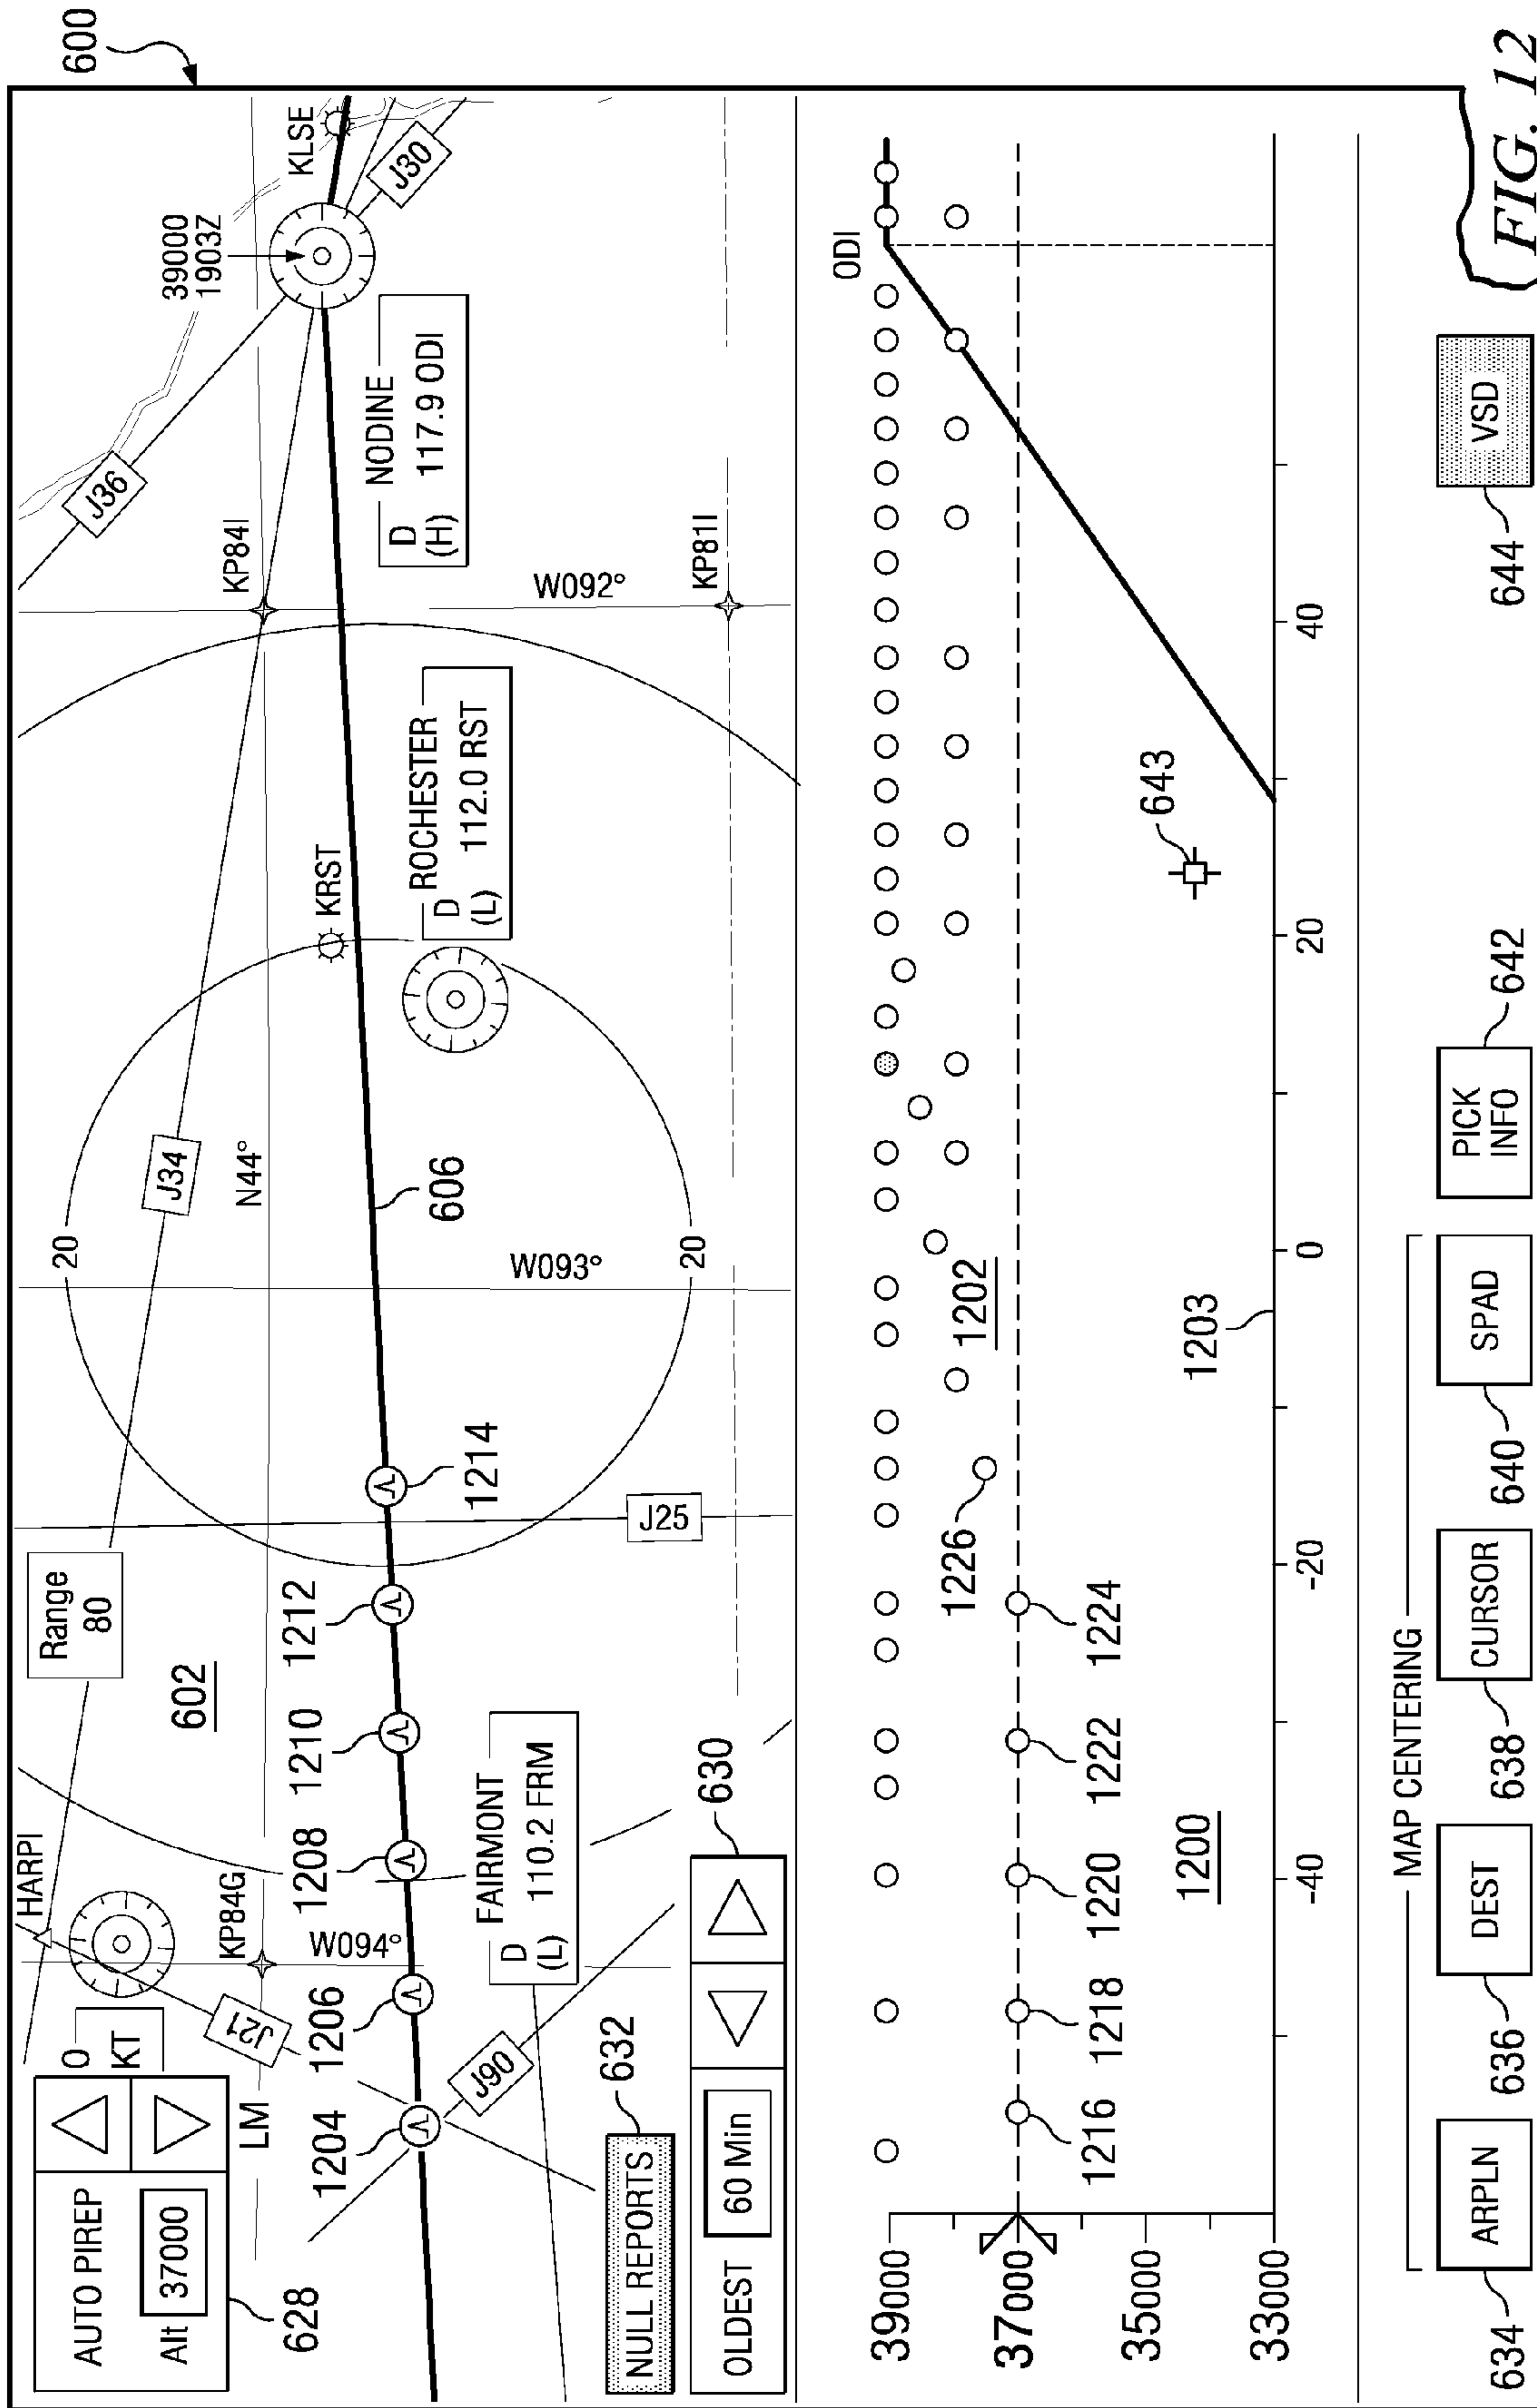 600
AUTO PIREP
Alt 37000
0
KT
628
LM
HARPI
KP84G
W094°
J21
J90
Range
80
602
J34
N44°
20
20
J25
W093°
606
KRST
ROCHESTER
D
(L)
112.0 RST
J36
KP84I
W092°
KP81I
39000
1903Z
NODINE
D
(H)
117.9 ODI
KLSE
J30
1204
1206
1208
1210
1212
1214
FAIRMONT
D
(L)
110.2 FRM
NULL REPORTS
632
OLDEST
60 Min
630
39000
37000
35000
33000
ODI
1202
1226
1216
1218
1220
1222
1224
1200
1203
643
-40
-20
0
20
40
MAP CENTERING
634
ARPLN
636
DEST
638
CURSOR
640
SPAD
PICK
INFO
642
644
VSD
FIG. 12